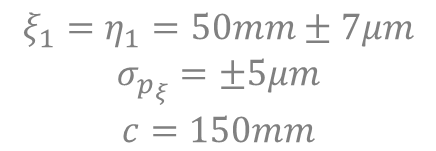 ξ₁ = η₁ = 50mm ± 7μm
σ_{p_ξ} = ±5μm
c = 150mm